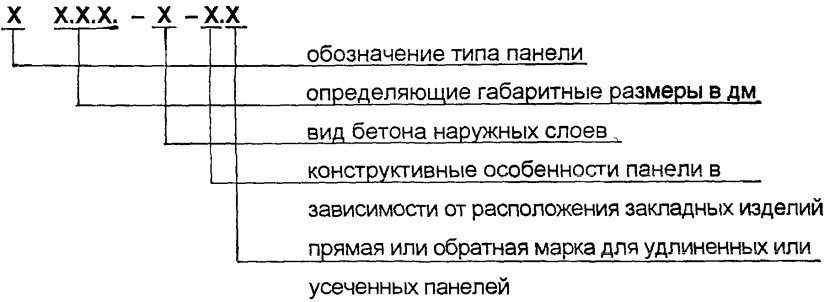 X X.X.X. – X – X.X
обозначение типа панели
определяющие габаритные размеры в дм
вид бетона наружных слоев
конструктивные особенности панели в
зависимости от расположения закладных изделий
прямая или обратная марка для удлиненных или
усеченных панелей